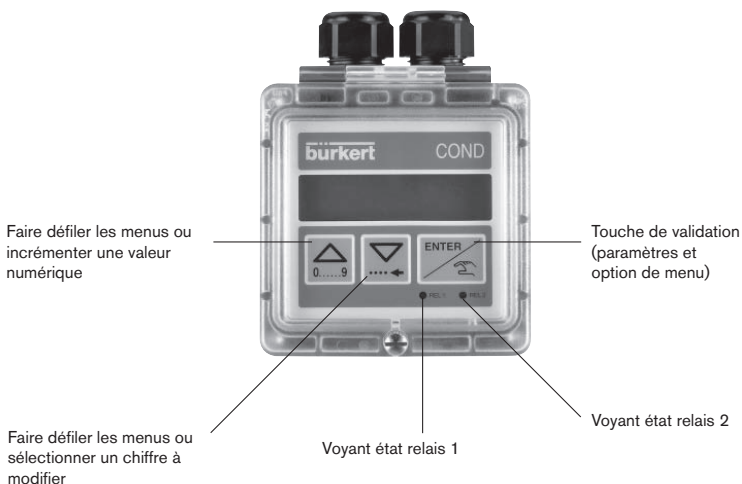 bürkert COND
Faire défiler les menus ou
incrémenter une valeur
numérique
0......9
ENTER
Touche de validation
(paramètres et
option de menu)
REL 1 REL 2
Voyant état relais 2
Faire défiler les menus ou
sélectionner un chiffre à
modifier
Voyant état relais 1